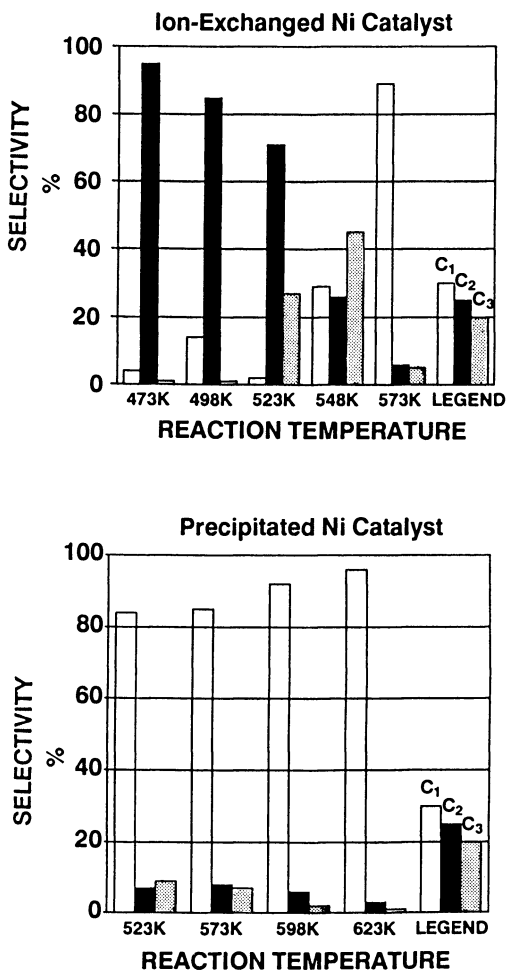 Ion-Exchanged Ni Catalyst
100
80
60
40
20
0
SELECTIVITY
%
C1
C2
C3
473K 498K 523K 548K 573K LEGEND
REACTION TEMPERATURE
Precipitated Ni Catalyst
100
80
60
40
20
0
SELECTIVITY
%
C1
C2
C3
523K 573K 598K 623K LEGEND
REACTION TEMPERATURE